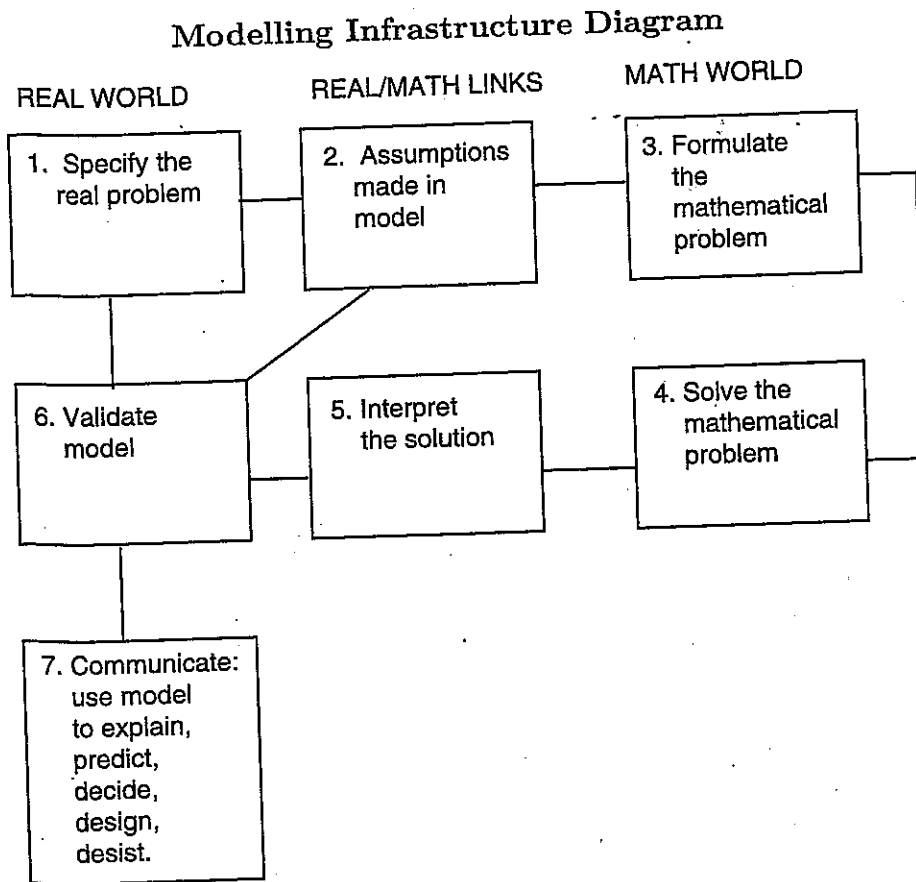 Modelling Infrastructure Diagram
REAL WORLD
REAL/MATH LINKS
MATH WORLD
1. Specify the
real problem
2. Assumptions
made in
model
3. Formulate
the
mathematical
problem
6. Validate
model
5. Interpret
the solution
4. Solve the
mathematical
problem
7. Communicate:
use model
to explain,
predict,
decide,
design,
desist.